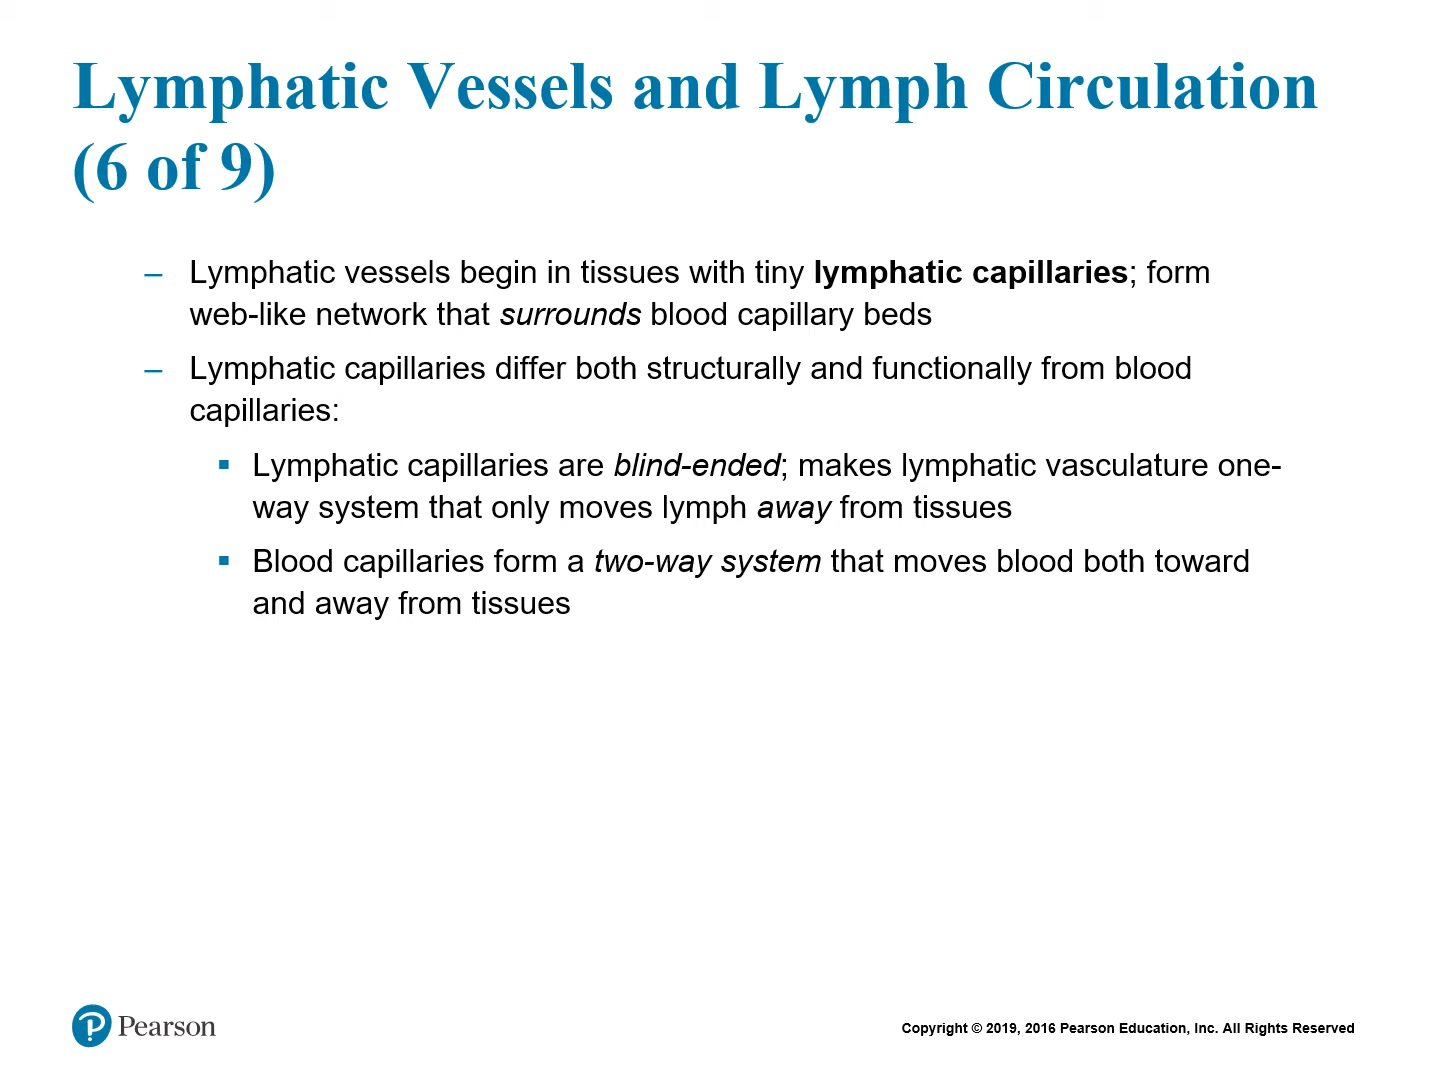 Lymphatic Vessels and Lymph Circulation
(6 of 9)
– Lymphatic vessels begin in tissues with tiny lymphatic capillaries; form
web-like network that surrounds blood capillary beds
– Lymphatic capillaries differ both structurally and functionally from blood
capillaries:
▪ Lymphatic capillaries are blind-ended; makes lymphatic vasculature one-
way system that only moves lymph away from tissues
▪ Blood capillaries form a two-way system that moves blood both toward
and away from tissues
Pearson
Copyright © 2019, 2016 Pearson Education, Inc. All Rights Reserved